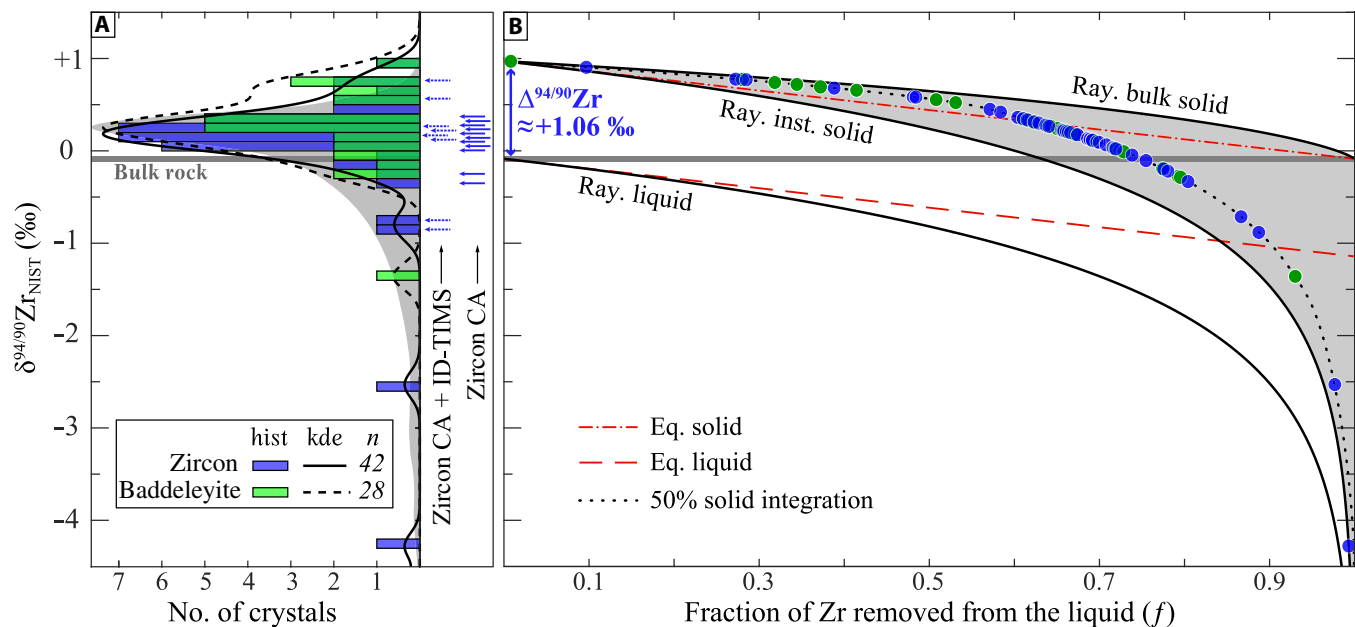 A
δ94/90ZrNIST (‰)
+1
0
−1
−2
−3
−4
Bulk rock
hist kde n
Zircon 42
Baddeleyite 28
Zircon CA + ID-TIMS
Zircon CA
7 6 5 4 3 2 1
No. of crystals
B
Δ94/90Zr
≈+1.06 ‰
Ray. bulk solid
Ray. inst. solid
Ray. liquid
Eq. solid
Eq. liquid
50% solid integration
0.1 0.3 0.5 0.7 0.9
Fraction of Zr removed from the liquid (f)